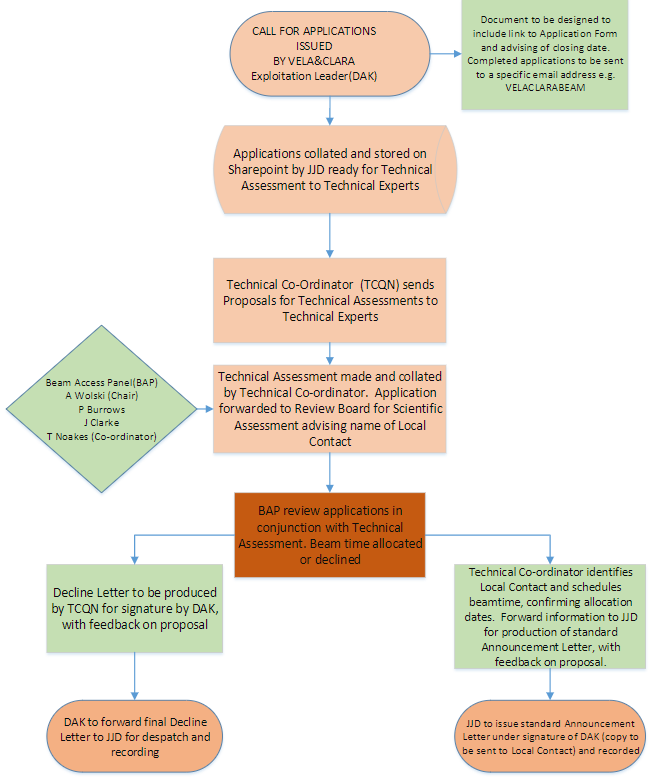 CALL FOR APPLICATIONS
ISSUED
BY VELA&CLARA
Exploitation Leader(DAK)
Document to be designed to
include link to Application Form
and advising of closing date.
Completed applications to be sent
to a specific email address e.g.
VELACLARABEAM
Applications collated and stored on
Sharepoint by JJD ready for Technical
Assessment to Technical Experts
Technical Co-Ordinator (TCQN) sends
Proposals for Technical Assessments to
Technical Experts
Beam Access Panel(BAP)
A Wolski (Chair)
P Burrows
J Clarke
T Noakes (Co-ordinator)
Technical Assessment made and collated
by Technical Co-ordinator. Application
forwarded to Review Board for Scientific
Assessment advising name of Local
Contact
BAP review applications in
conjunction with Technical
Assessment. Beam time allocated
or declined
Decline Letter to be produced
by TCQN for signature by DAK,
with feedback on proposal
Technical Co-ordinator identifies
Local Contact and schedules
beamtime, confirming allocation
dates. Forward information to JJD
for production of standard
Announcement Letter, with
feedback on proposal.
DAK to forward final Decline
Letter to JJD for despatch and
recording
JJD to issue standard Announcement
Letter under signature of DAK (copy to
be sent to Local Contact) and recorded